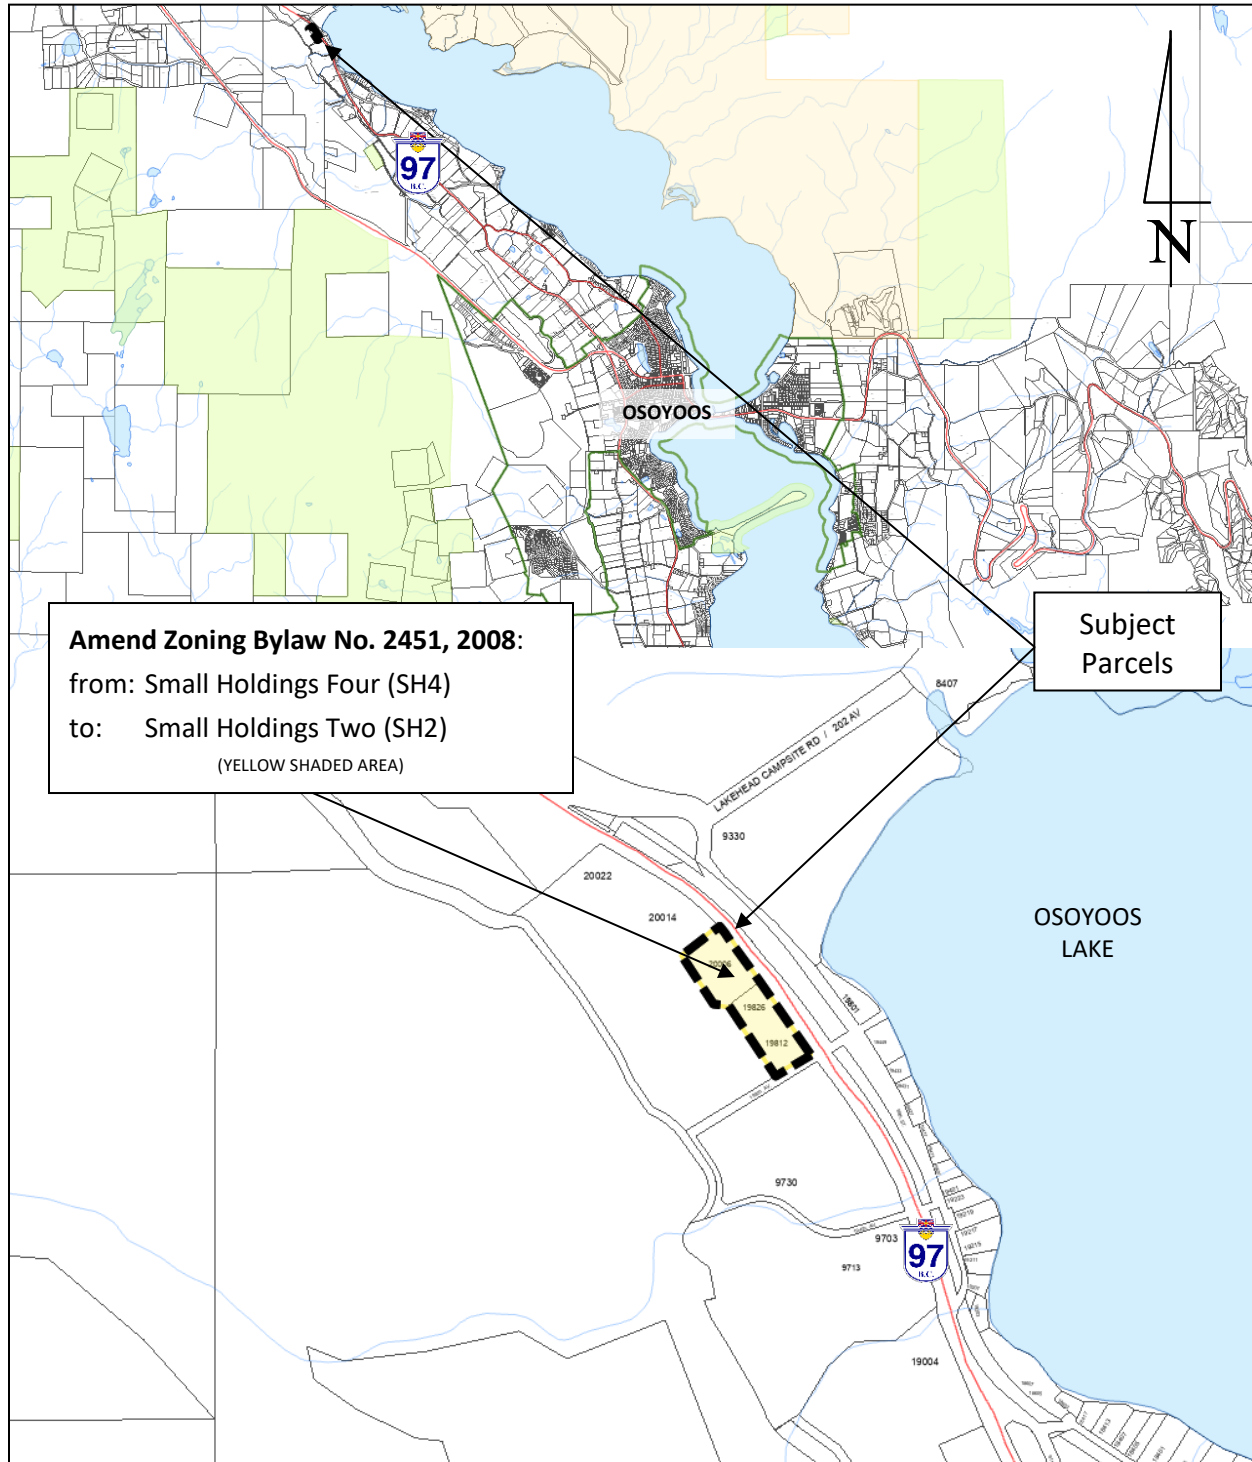 97
B.C.
N
OSOYOOS
Amend Zoning Bylaw No. 2451, 2008:
from: Small Holdings Four (SH4)
to: Small Holdings Two (SH2)
(YELLOW SHADED AREA)
Subject
Parcels
8407
LAKEHEAD CAMPSITE RD / 202 AV
9330
20022
20014
OSOYOOS
LAKE
20006
19826
19812
19801
9730
9703
97
B.C.
9713
19004